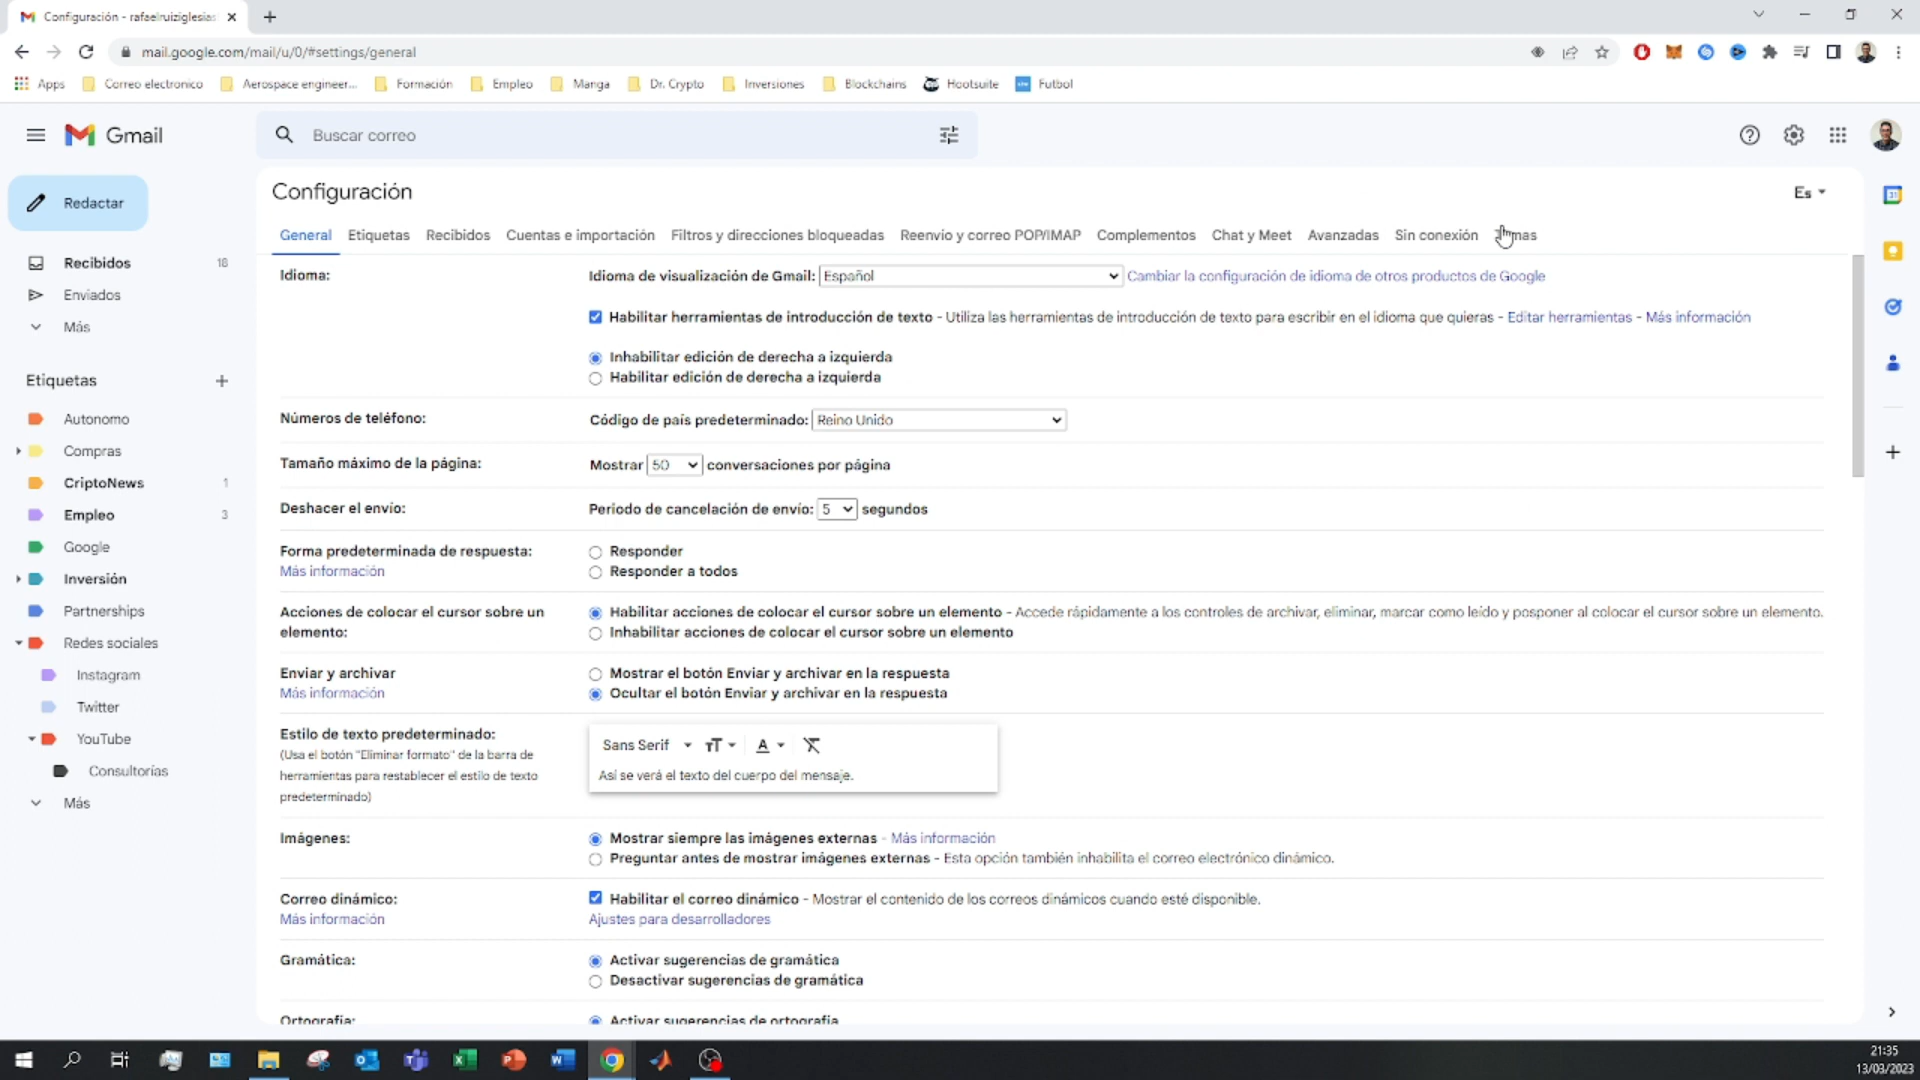 Configuración - rafaelruiziglesias
mail.google.com/mail/u/0/#settings/general
Apps
Correo electronico
Aerospace engineer...
Formación
Empleo
Manga
Dr. Crypto
Inversiones
Blockchains
Hootsuite
Futbol
Gmail
Buscar correo
Redactar
Recibidos 18
Enviados
Más
Etiquetas
Autonomo
Compras
CriptoNews 1
Empleo 3
Google
Inversión
Partnerships
Redes sociales
Instagram
Twitter
YouTube
Consultorías
Más
Configuración
Es
General Etiquetas Recibidos Cuentas e importación Filtros y direcciones bloqueadas Reenvío y correo POP/IMAP Complementos Chat y Meet Avanzadas Sin conexión
Idioma:
Idioma de visualización de Gmail: Español Cambiar la configuración de idioma de otros productos de Google
Habilitar herramientas de introducción de texto - Utiliza las herramientas de introducción de texto para escribir en el idioma que quieras - Editar herramientas - Más información
Inhabilitar edición de derecha a izquierda
Habilitar edición de derecha a izquierda
Números de teléfono:
Código de país predeterminado: Reino Unido
Tamaño máximo de la página:
Mostrar 50 conversaciones por página
Deshacer el envío:
Periodo de cancelación de envío: 5 segundos
Forma predeterminada de respuesta:
Más información
Responder
Responder a todos
Acciones de colocar el cursor sobre un
elemento:
Habilitar acciones de colocar el cursor sobre un elemento - Accede rápidamente a los controles de archivar, eliminar, marcar como leído y posponer al colocar el cursor sobre un elemento.
Inhabilitar acciones de colocar el cursor sobre un elemento
Enviar y archivar
Más información
Mostrar el botón Enviar y archivar en la respuesta
Ocultar el botón Enviar y archivar en la respuesta
Estilo de texto predeterminado:
(Usa el botón "Eliminar formato" de la barra de
herramientas para restablecer el estilo de texto
predeterminado)
Sans Serif
Así se verá el texto del cuerpo del mensaje.
Imágenes:
Mostrar siempre las imágenes externas - Más información
Preguntar antes de mostrar imágenes externas - Esta opción también inhabilita el correo electrónico dinámico.
Correo dinámico:
Más información
Habilitar el correo dinámico - Mostrar el contenido de los correos dinámicos cuando esté disponible.
Ajustes para desarrolladores
Gramática:
Activar sugerencias de gramática
Desactivar sugerencias de gramática
Ortografía:
Activar sugerencias de ortografía
21:35
13/03/2023